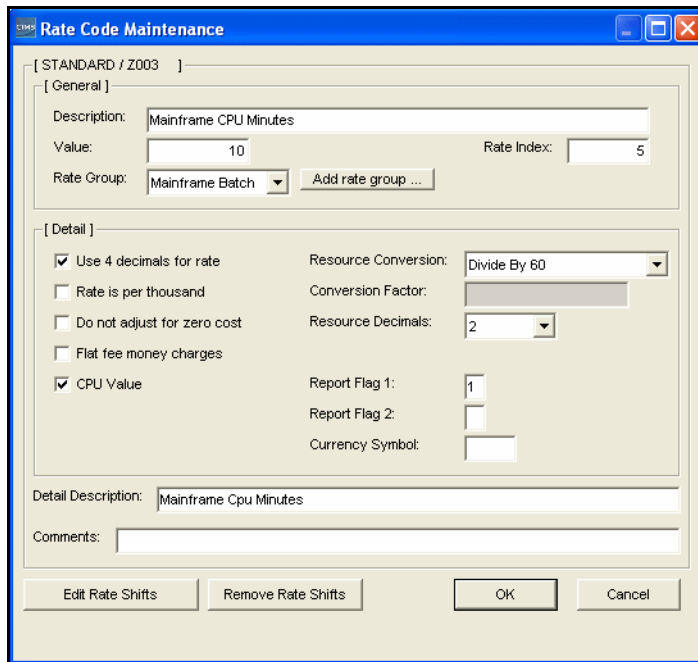 CIMS Rate Code Maintenance
[ STANDARD / Z003 ]
[ General ]
Description: Mainframe CPU Minutes
Value: 10 Rate Index: 5
Rate Group: Mainframe Batch Add rate group ...
[ Detail ]
Use 4 decimals for rate Resource Conversion: Divide By 60
Rate is per thousand Conversion Factor:
Do not adjust for zero cost Resource Decimals: 2
Flat fee money charges
CPU Value Report Flag 1: 1
Report Flag 2:
Currency Symbol:
Detail Description: Mainframe Cpu Minutes
Comments:
Edit Rate Shifts Remove Rate Shifts OK Cancel